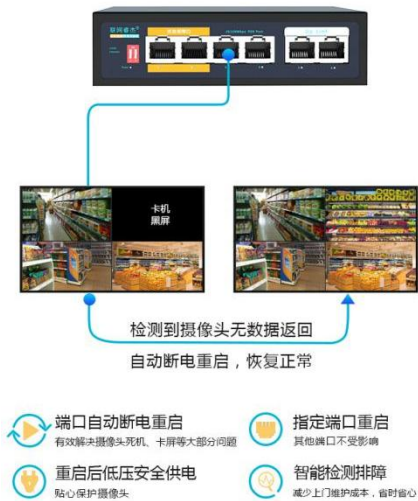 卡机
黑屏
检测到摄像头无数据返回
自动断电重启，恢复正常
端口自动断电重启
有效解决摄像头死机、卡屏等大部分问题
指定端口重启
其他端口不受影响
重启后低压安全供电
贴心保护摄像头
智能检测排障
减少上门维护成本，省时省心